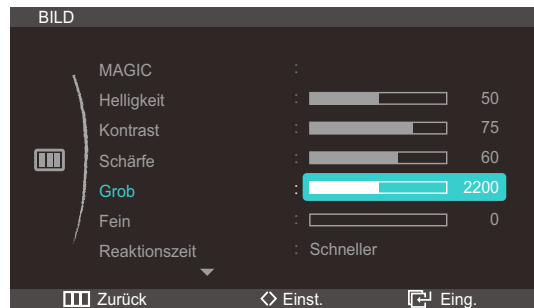 BILD
MAGIC :
Helligkeit : 50
Kontrast : 75
Schärfe : 60
Grob : 2200
Fein : 0
Reaktionszeit : Schneller
Zurück Einst. Eing.